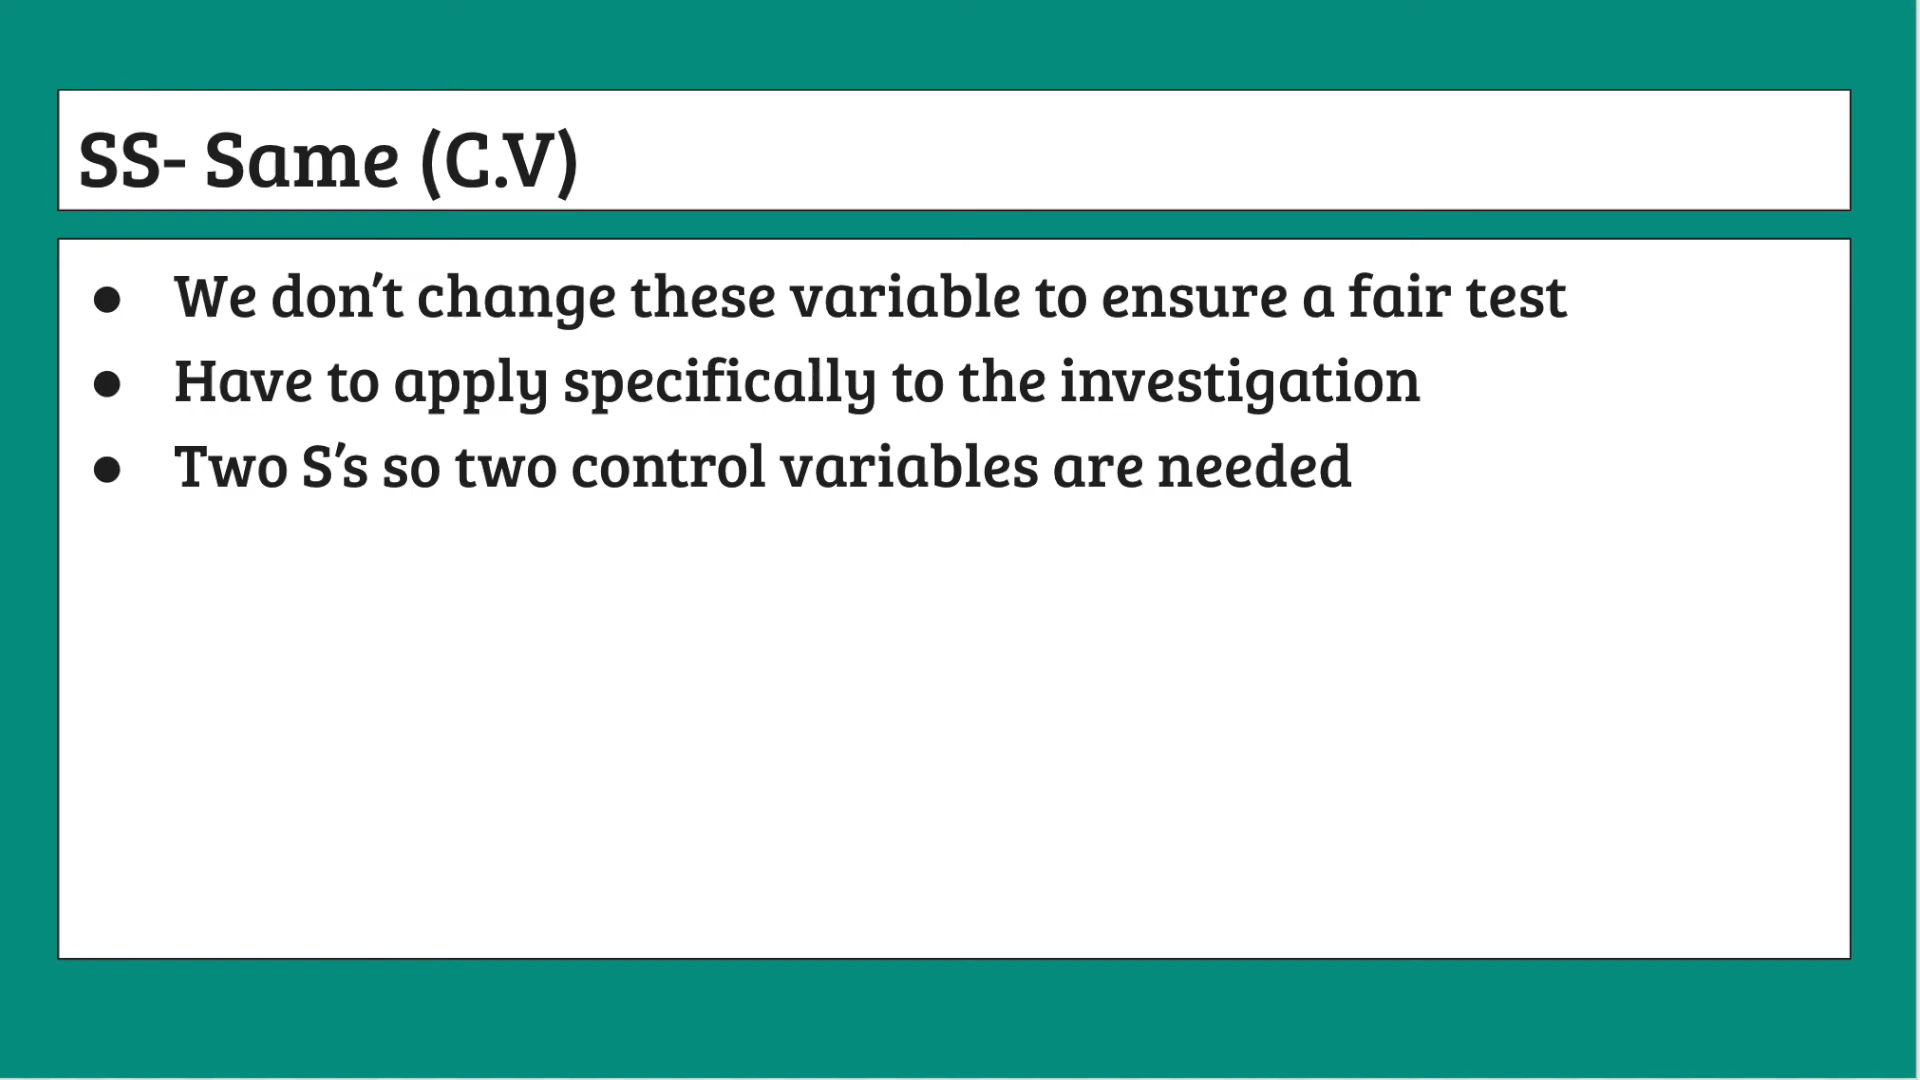 SS- Same (C.V)
● We don't change these variable to ensure a fair test
● Have to apply specifically to the investigation
● Two S's so two control variables are needed